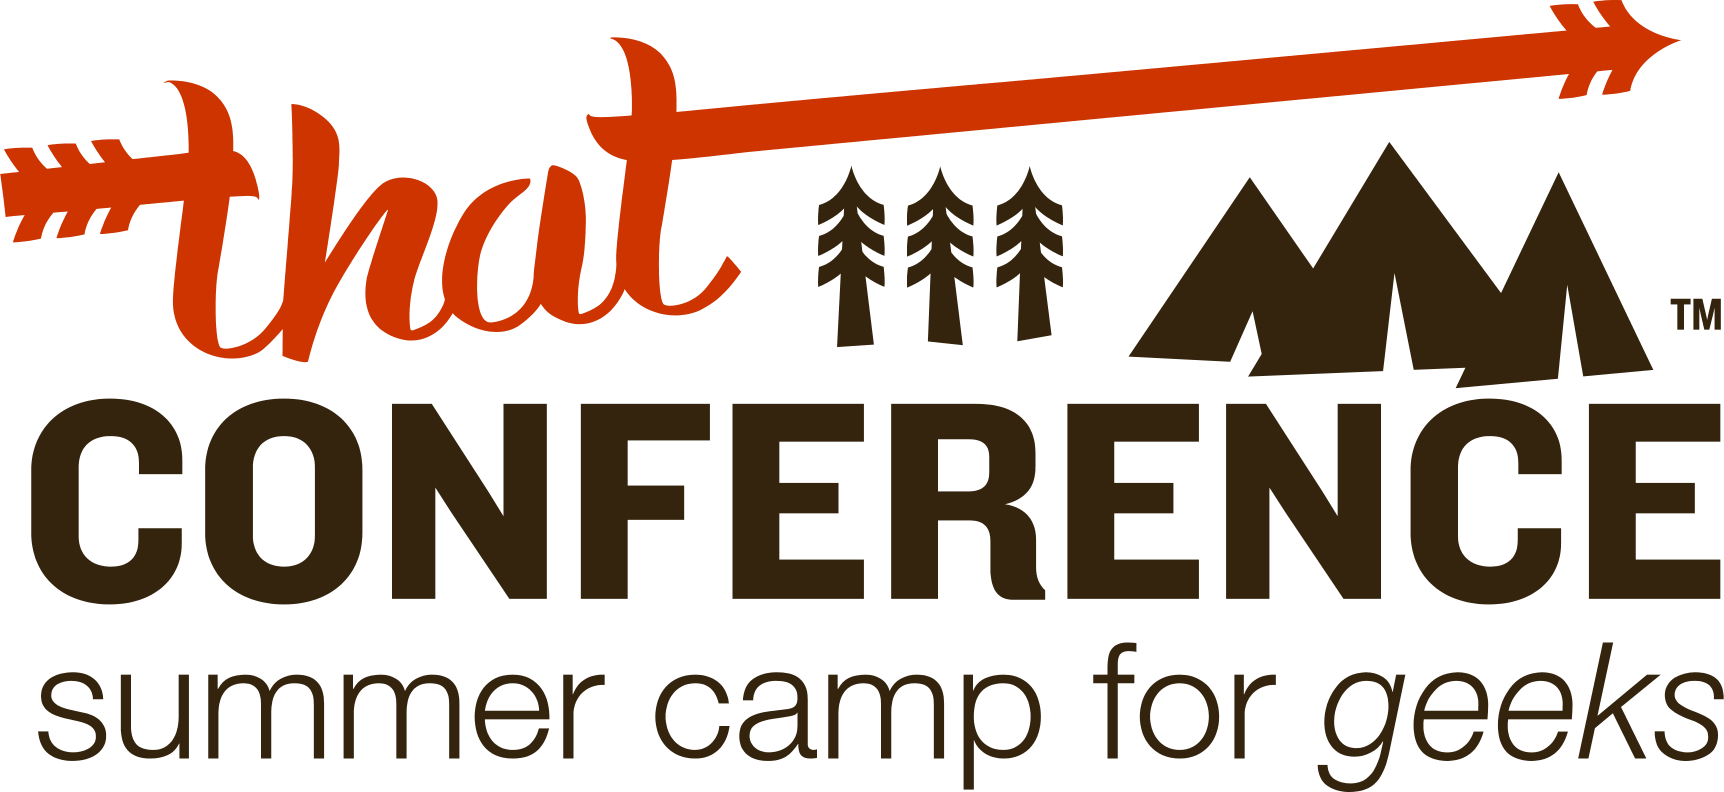 that
™
CONFERENCE
summer camp for geeks